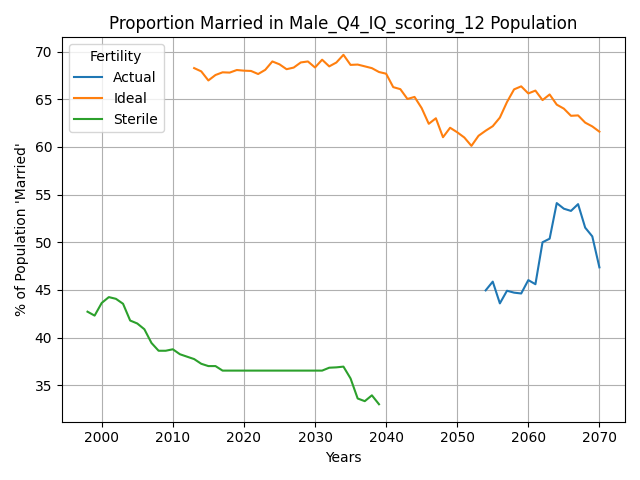 Proportion Married in Male_Q4_IQ_scoring_12 Population
Fertility
Actual
Ideal
Sterile
% of Population 'Married'
70
65
60
55
50
45
40
35
2000 2010 2020 2030 2040 2050 2060 2070
Years